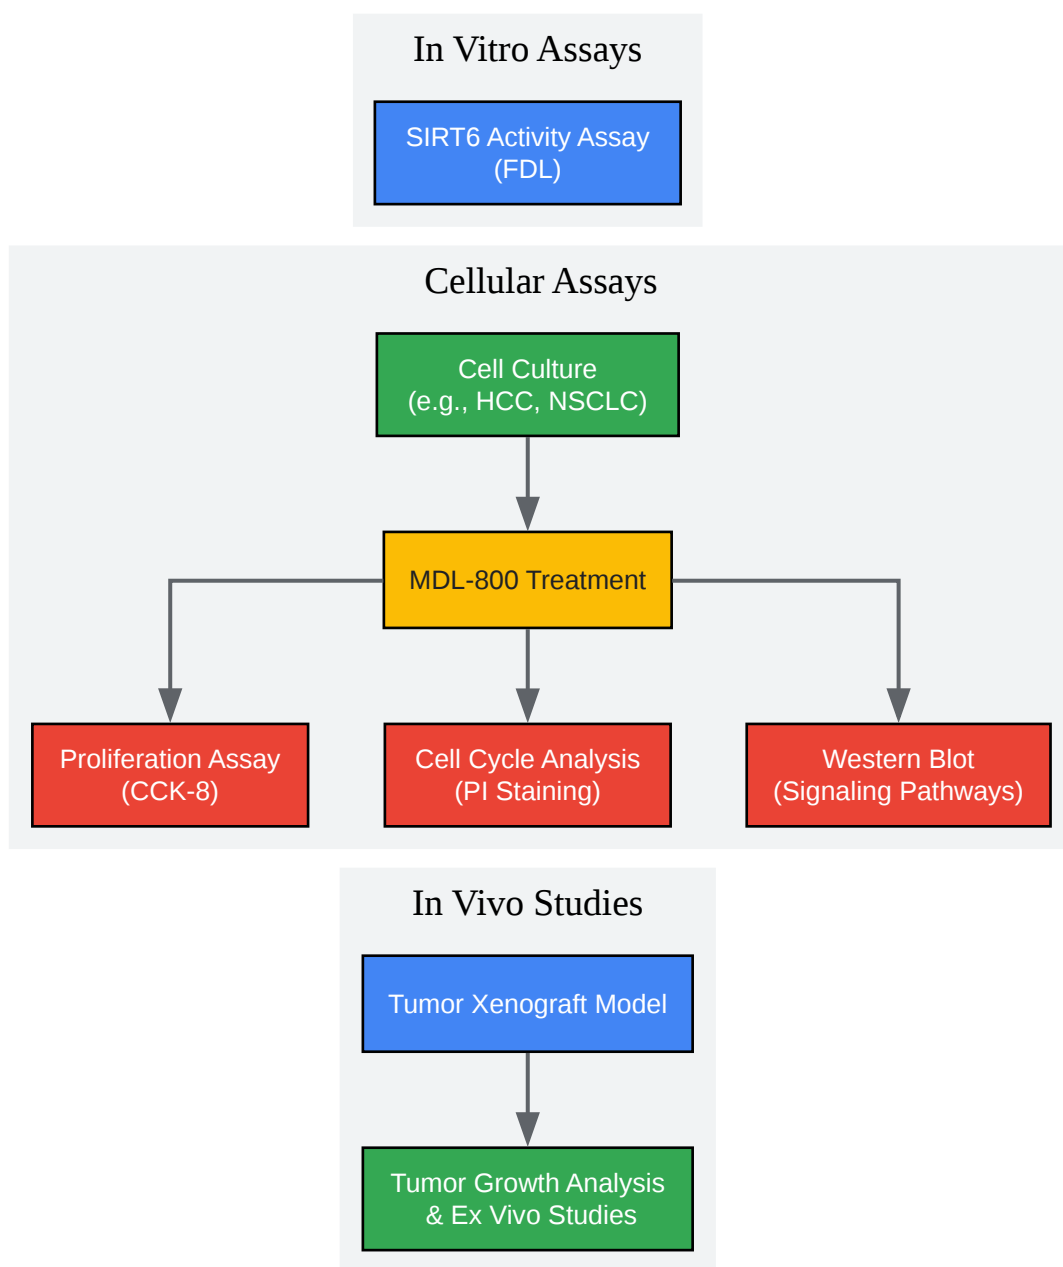 In Vitro Assays
SIRT6 Activity Assay
(FDL)
Cellular Assays
Cell Culture
(e.g., HCC, NSCLC)
MDL-800 Treatment
Proliferation Assay
(CCK-8)
Cell Cycle Analysis
(PI Staining)
Western Blot
(Signaling Pathways)
In Vivo Studies
Tumor Xenograft Model
Tumor Growth Analysis
& Ex Vivo Studies